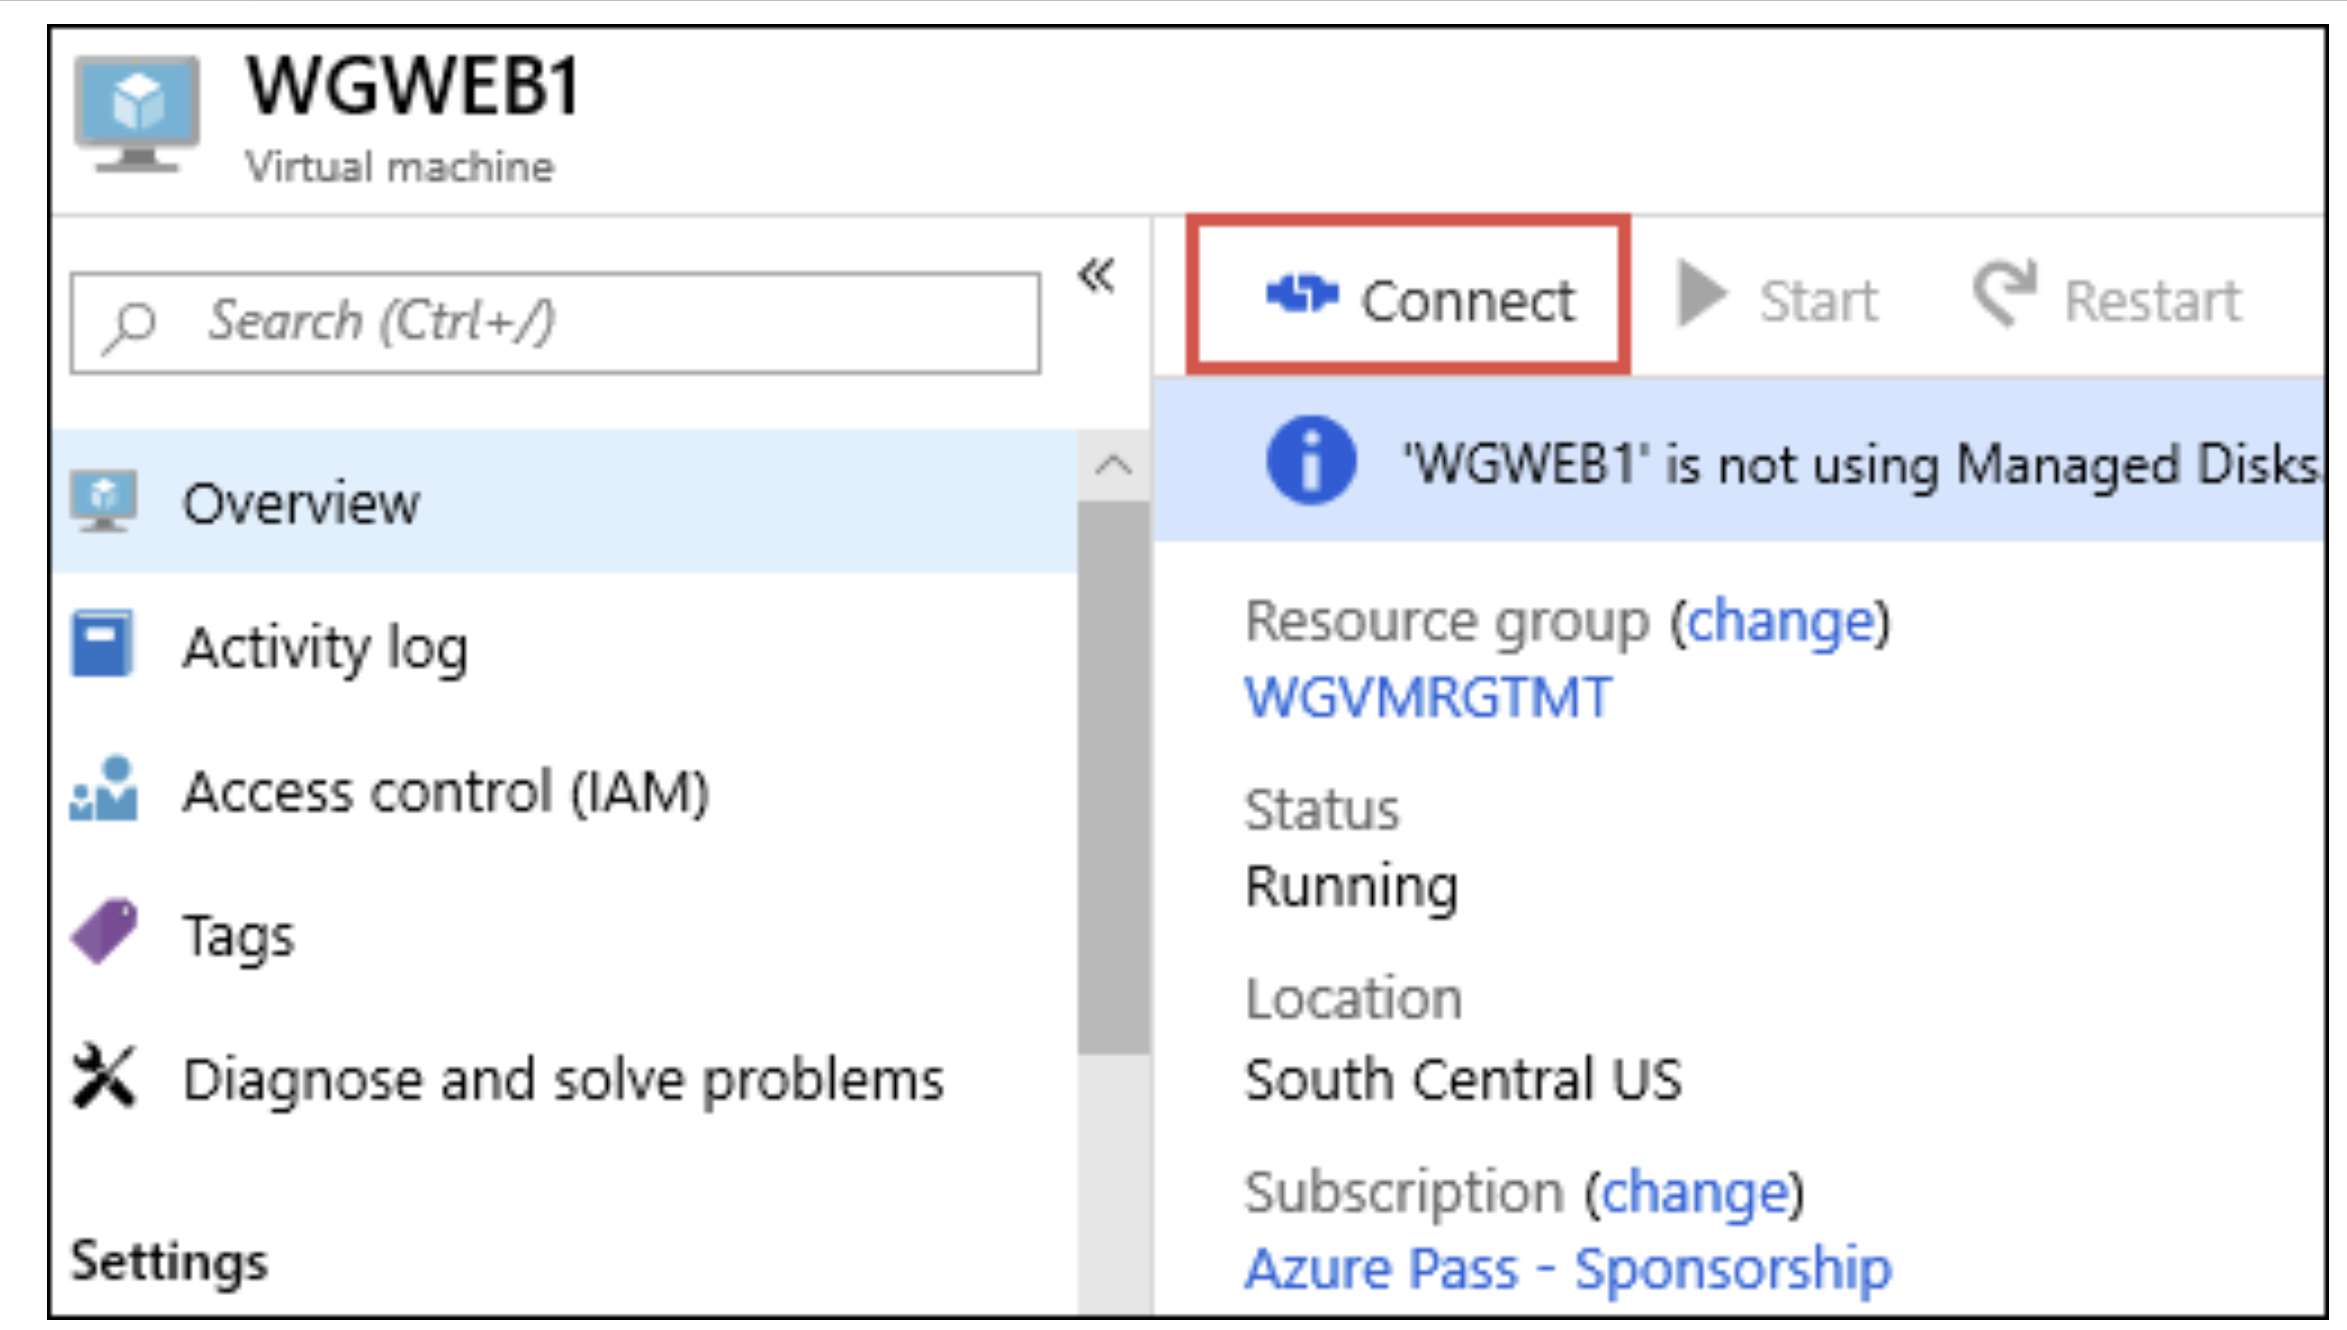 WGWEB1
Virtual machine
Search (Ctrl+/)
«
Overview
Activity log
Access control (IAM)
Tags
Diagnose and solve problems
Settings
Connect
Start
Restart
'WGWEB1' is not using Managed Disks.
Resource group (change)
WGVMRGTMT
Status
Running
Location
South Central US
Subscription (change)
Azure Pass - Sponsorship